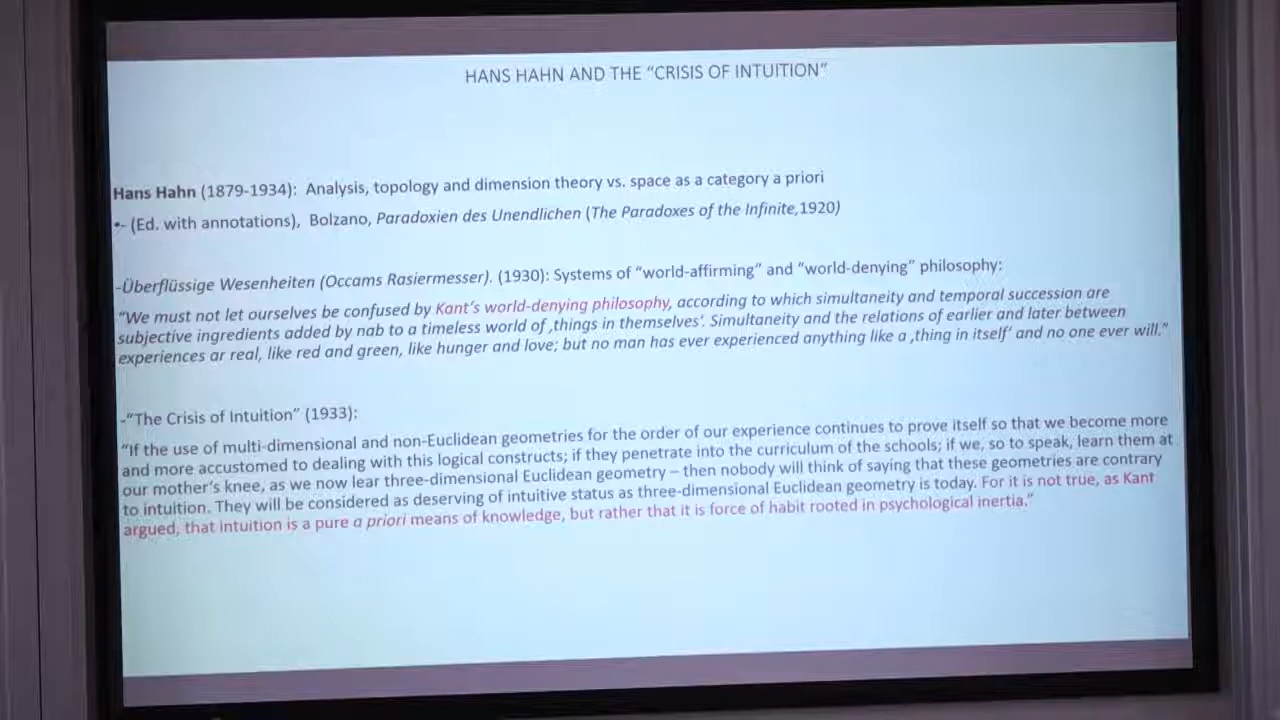 HANS HAHN AND THE “CRISIS OF INTUITION”
Hans Hahn (1879-1934): Analysis, topology and dimension theory vs. space as a category a priori
•- (Ed. with annotations), Bolzano, Paradoxien des Unendlichen (The Paradoxes of the Infinite,1920)
-Überflüssige Wesenheiten (Occams Rasiermesser). (1930): Systems of “world-affirming” and “world-denying” philosophy:
“We must not let ourselves be confused by Kant‘s world-denying philosophy, according to which simultaneity and temporal succession are
subjective ingredients added by nab to a timeless world of ‚things in themselves‘. Simultaneity and the relations of earlier and later between
experiences ar real, like red and green, like hunger and love; but no man has ever experienced anything like a ‚thing in itself‘ and no one ever will.”
-“The Crisis of Intuition” (1933):
“If the use of multi-dimensional and non-Euclidean geometries for the order of our experience continues to prove itself so that we become more
and more accustomed to dealing with this logical constructs; if they penetrate into the curriculum of the schools; if we, so to speak, learn them at
our mother‘s knee, as we now lear three-dimensional Euclidean geometry – then nobody will think of saying that these geometries are contrary
to intuition. They will be considered as deserving of intuitive status as three-dimensional Euclidean geometry is today. For it is not true, as Kant
argued, that intuition is a pure a priori means of knowledge, but rather that it is force of habit rooted in psychological inertia.”